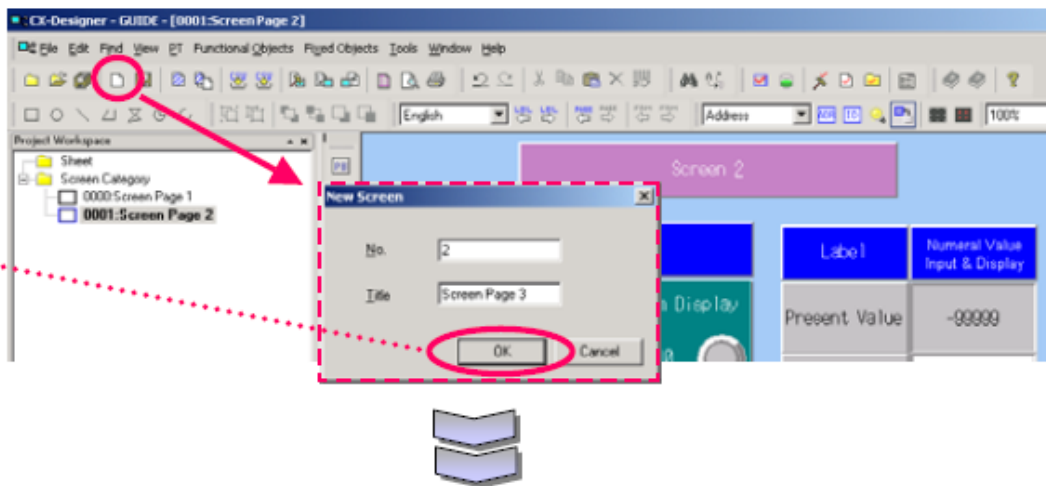 CX-Designer - GUIDE - [0001:Screen Page 2]
File Edit Find View PT Functional Objects Fixed Objects Tools Window Help
English
Address
100%
Project Workspace
Sheet
Screen Category
0000:Screen Page 1
0001:Screen Page 2
Screen 2
New Screen
No. 2
Title Screen Page 3
OK Cancel
Label
Numeral Value
Input & Display
Display
Present Value
-99999